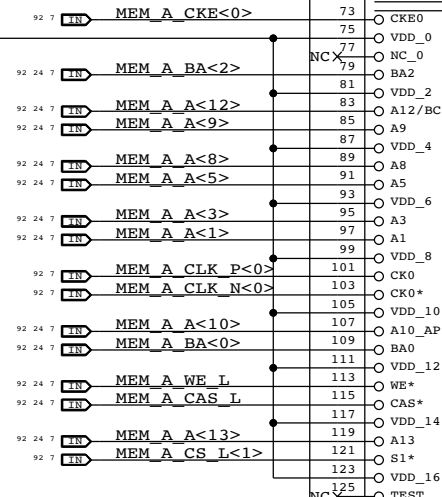 92 7 IN MEM_A_CKE<0> 73 CKE0
75 VDD_0
NC 77 NC_0
92 24 7 IN MEM_A_BA<2> 79 BA2
81 VDD_2
92 24 7 IN MEM_A_A<12> 83 A12/BC
92 24 7 IN MEM_A_A<9> 85 A9
87 VDD_4
92 24 7 IN MEM_A_A<8> 89 A8
92 24 7 IN MEM_A_A<5> 91 A5
93 VDD_6
92 24 7 IN MEM_A_A<3> 95 A3
92 24 7 IN MEM_A_A<1> 97 A1
99 VDD_8
92 7 IN MEM_A_CLK_P<0> 101 CK0
92 7 IN MEM_A_CLK_N<0> 103 CK0*
105 VDD_10
92 24 7 IN MEM_A_A<10> 107 A10_AP
92 24 7 IN MEM_A_BA<0> 109 BA0
111 VDD_12
92 24 7 IN MEM_A_WE_L 113 WE*
92 24 7 IN MEM_A_CAS_L 115 CAS*
117 VDD_14
92 24 7 IN MEM_A_A<13> 119 A13
92 7 IN MEM_A_CS_L<1> 121 S1*
123 VDD_16
NC 125 TEST